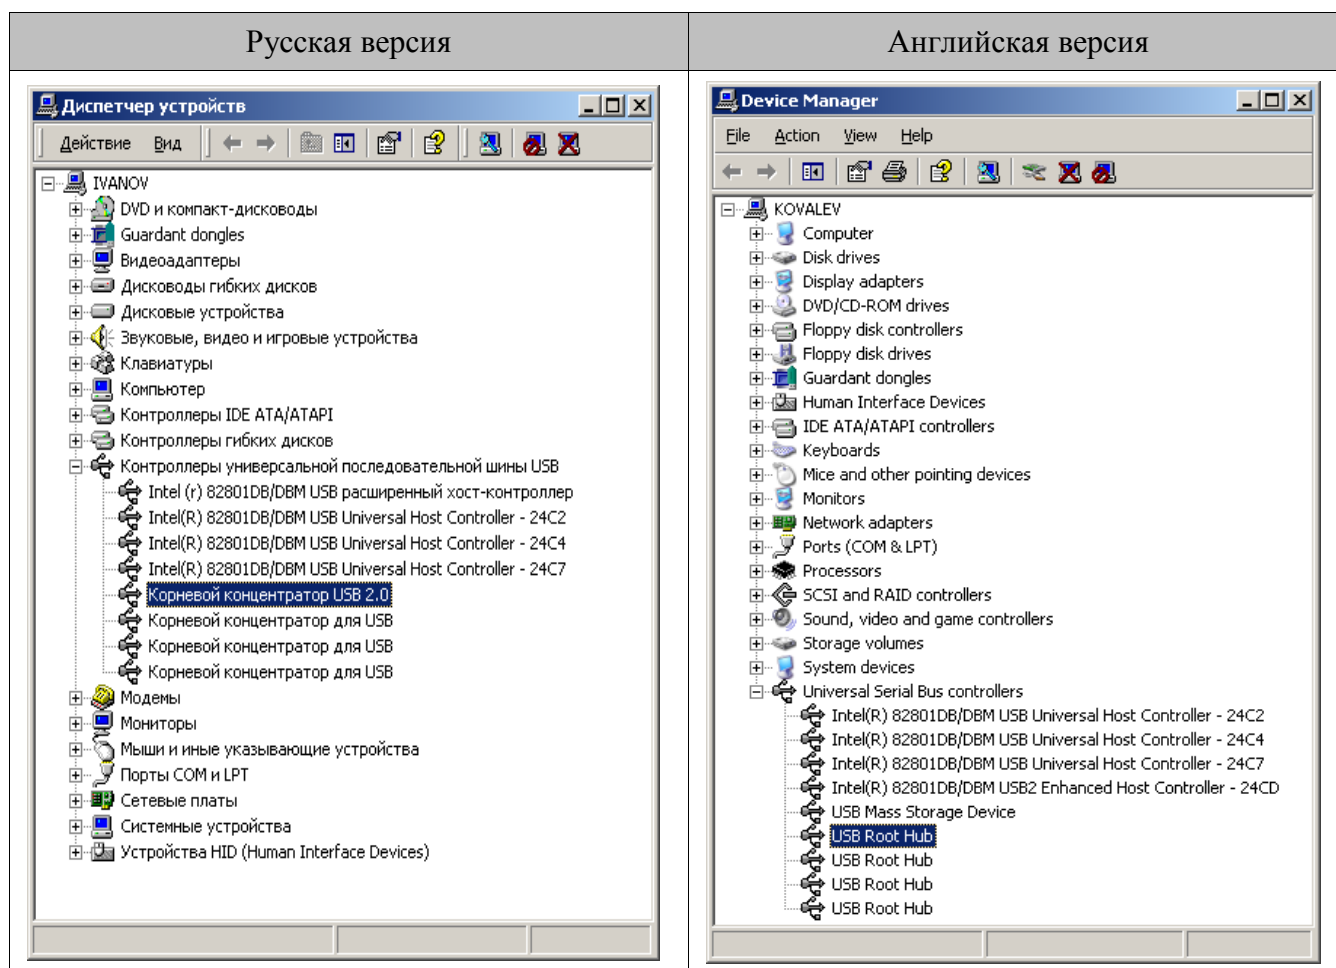 Русская версия
Английская версия
Диспетчер устройств
Действие Вид
IVANOV
DVD и компакт-дисководы
Guardant dongles
Видеоадаптеры
Дисководы гибких дисков
Дисковые устройства
Звуковые, видео и игровые устройства
Клавиатуры
Компьютер
Контроллеры IDE ATA/ATAPI
Контроллеры гибких дисков
Контроллеры универсальной последовательной шины USB
Intel (r) 82801DB/DBM USB расширенный хост-контроллер
Intel(R) 82801DB/DBM USB Universal Host Controller - 24C2
Intel(R) 82801DB/DBM USB Universal Host Controller - 24C4
Intel(R) 82801DB/DBM USB Universal Host Controller - 24C7
Корневой концентратор USB 2.0
Корневой концентратор для USB
Корневой концентратор для USB
Корневой концентратор для USB
Модемы
Мониторы
Мыши и иные указывающие устройства
Порты COM и LPT
Сетевые платы
Системные устройства
Устройства HID (Human Interface Devices)
Device Manager
File Action View Help
KOVALEV
Computer
Disk drives
Display adapters
DVD/CD-ROM drives
Floppy disk controllers
Floppy disk drives
Guardant dongles
Human Interface Devices
IDE ATA/ATAPI controllers
Keyboards
Mice and other pointing devices
Monitors
Network adapters
Ports (COM & LPT)
Processors
SCSI and RAID controllers
Sound, video and game controllers
Storage volumes
System devices
Universal Serial Bus controllers
Intel(R) 82801DB/DBM USB Universal Host Controller - 24C2
Intel(R) 82801DB/DBM USB Universal Host Controller - 24C4
Intel(R) 82801DB/DBM USB Universal Host Controller - 24C7
Intel(R) 82801DB/DBM USB2 Enhanced Host Controller - 24CD
USB Mass Storage Device
USB Root Hub
USB Root Hub
USB Root Hub
USB Root Hub